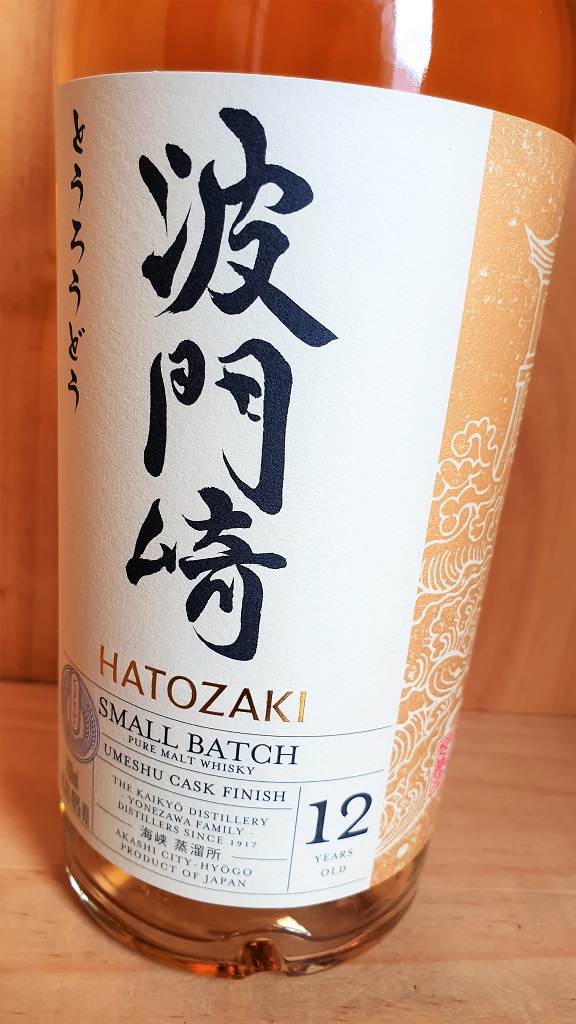 とうろうどう
波門崎
HATOZAKI
SMALL BATCH
PURE MALT WHISKY
UMESHU CASK FINISH
THE KAIKYŌ DISTILLERY
- YONEZAWA FAMILY -
DISTILLERS SINCE 1917
海峡 蒸溜所
AKASHI CITY-HYŌGO
PRODUCT OF JAPAN
12
YEARS
OLD